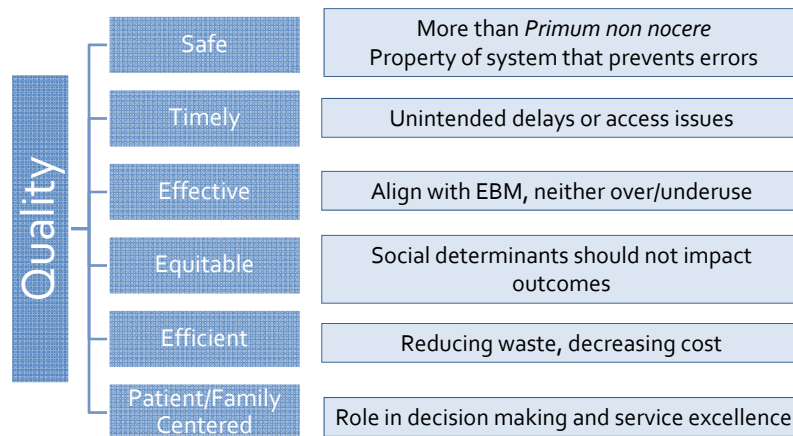 Quality
Safe
More than Primum non nocere
Property of system that prevents errors
Timely
Unintended delays or access issues
Effective
Align with EBM, neither over/underuse
Equitable
Social determinants should not impact
outcomes
Efficient
Reducing waste, decreasing cost
Patient/Family
Centered
Role in decision making and service excellence